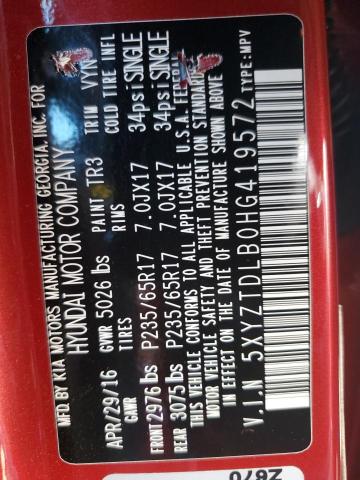 MFD BY KIA MOTORS MANUFACTURING GEORGIA, INC. FOR
HYUNDAI MOTOR COMPANY
APR/29/16 GVWR 5026 lbs PAINT TR3 TRIM VYN
GAWR TIRES RIMS COLD TIRE INFL
FRONT 2976 lbs P235/65R17 7.0JX17 34psi SINGLE
REAR 3075 lbs P235/65R17 7.0JX17 34psi SINGLE
THIS VEHICLE CONFORMS TO ALL APPLICABLE U.S.A. FEDERAL
MOTOR VEHICLE SAFETY AND THEFT PREVENTION STANDARDS
IN EFFECT ON THE DATE OF MANUFACTURE SHOWN ABOVE
V.I.N 5XYZTDLB0HG419572 TYPE:MPV